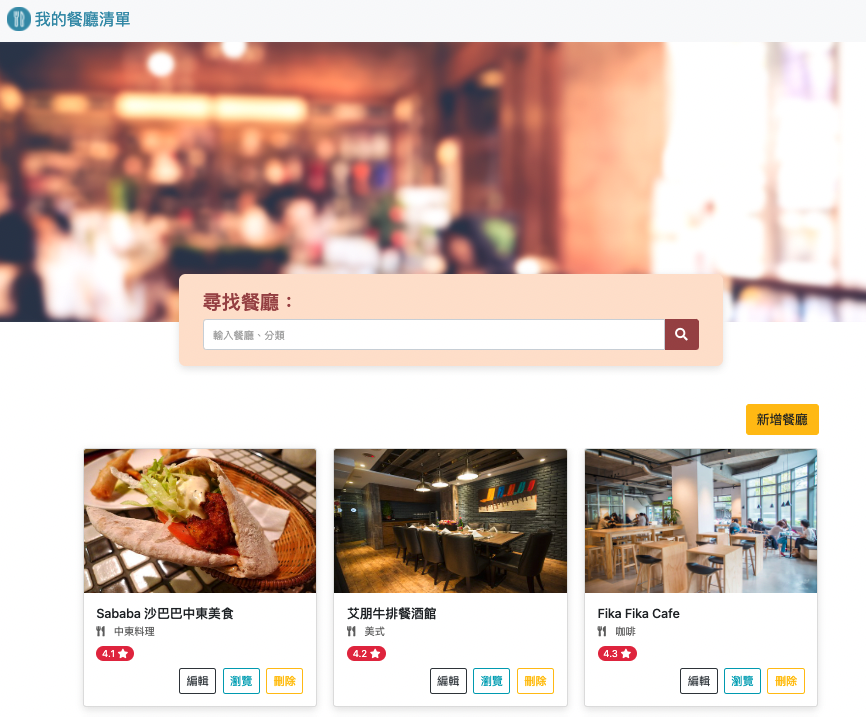 我的餐廳清單
尋找餐廳：
輸入餐廳、分類
新增餐廳
Sababa 沙巴巴中東美食
中東料理
4.1
編輯 瀏覽 刪除
艾朋牛排餐酒館
美式
4.2
編輯 瀏覽 刪除
Fika Fika Cafe
咖啡
4.3
編輯 瀏覽 刪除